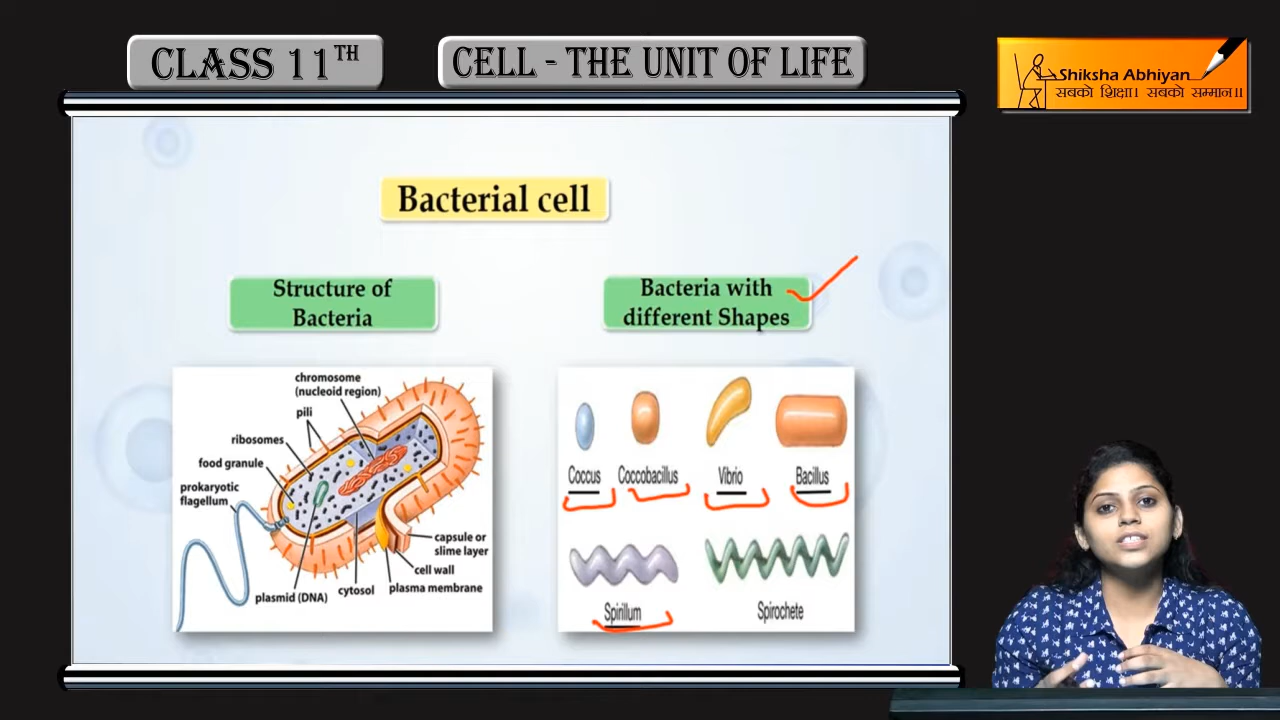 CLASS 11TH
CELL - THE UNIT OF LIFE
Shiksha Abhiyan
सबको शिक्षा। सबको सम्मान॥
Bacterial cell
Structure of
Bacteria
Bacteria with
different Shapes
chromosome
(nucleoid region)
pili
ribosomes
food granule
prokaryotic
flagellum
capsule or
slime layer
cell wall
plasma membrane
cytosol
plasmid (DNA)
Coccus
Coccobacillus
Vibrio
Bacillus
Spirillum
Spirochete